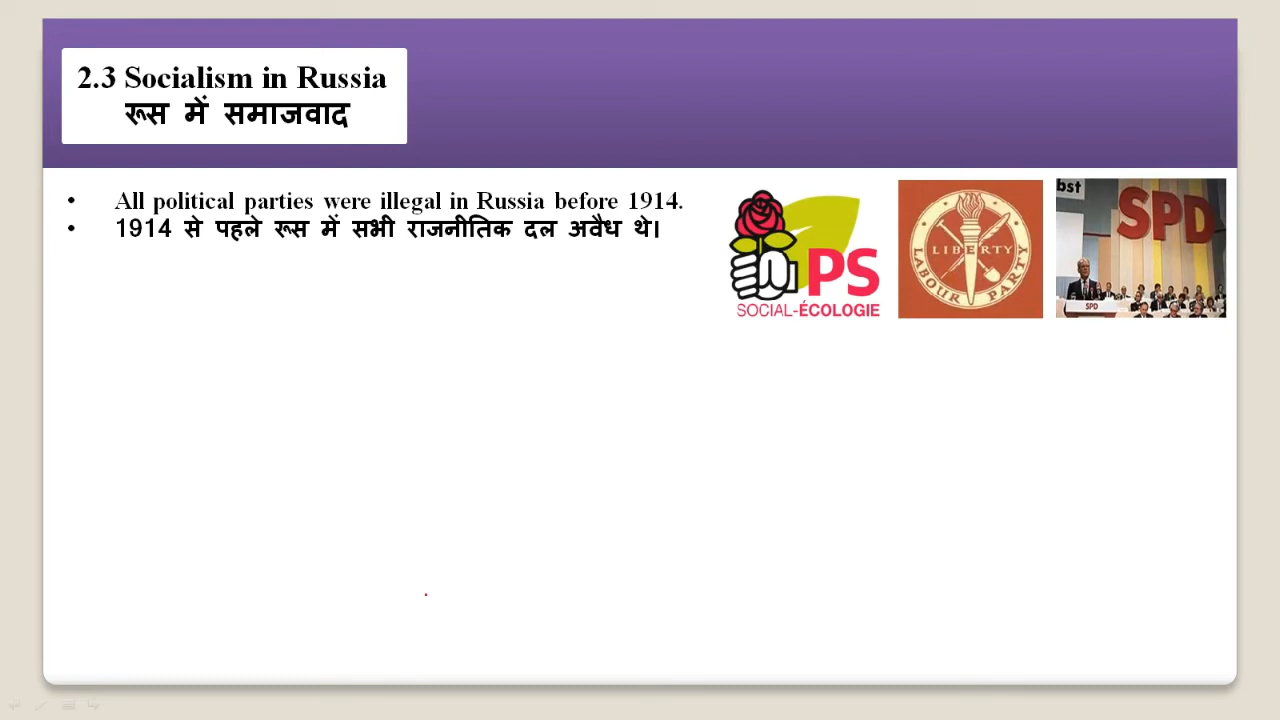 2.3 Socialism in Russia
रूस में समाजवाद
• All political parties were illegal in Russia before 1914.
• 1914 से पहले रूस में सभी राजनीतिक दल अवैध थे।
PS
SOCIAL-ÉCOLOGIE
LIBERTY
LABOUR PARTY
bst
SPD
SPD